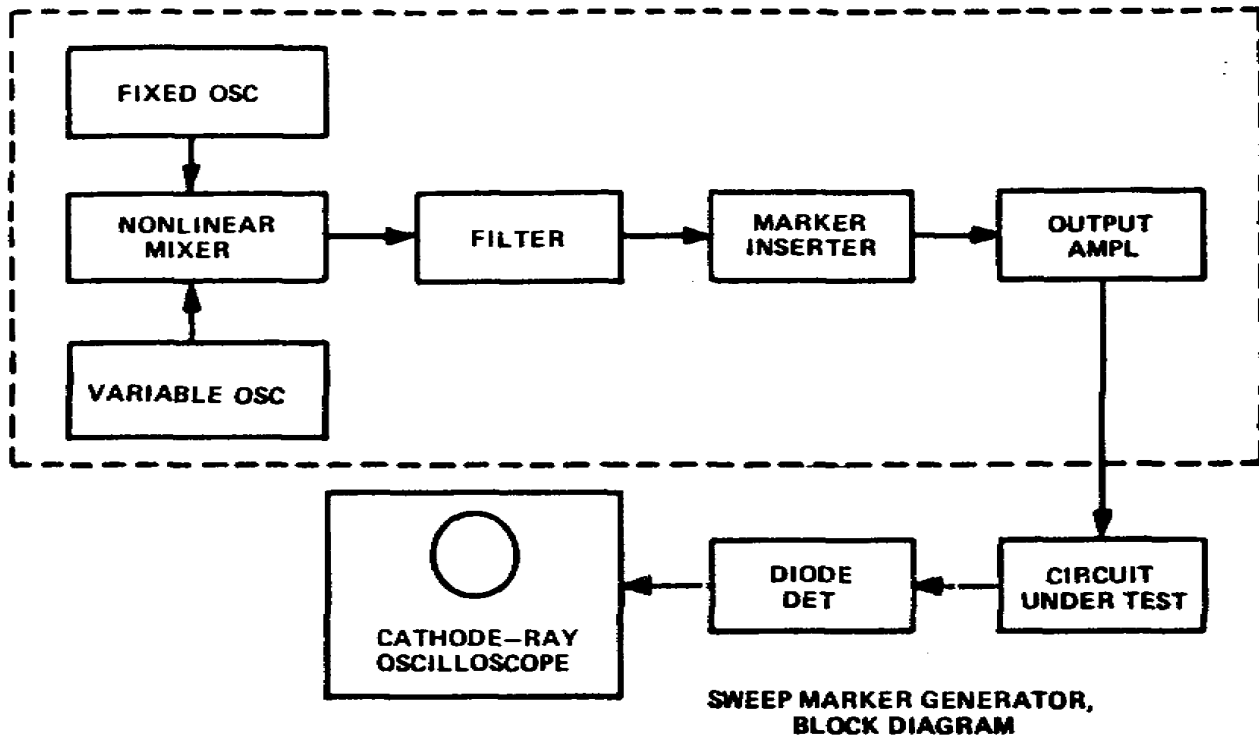 FIXED OSC
NONLINEAR
MIXER
FILTER
MARKER
INSERTER
OUTPUT
AMPL
VARIABLE OSC
CATHODE–RAY
OSCILLOSCOPE
DIODE
DET
CIRCUIT
UNDER TEST
SWEEP MARKER GENERATOR,
BLOCK DIAGRAM